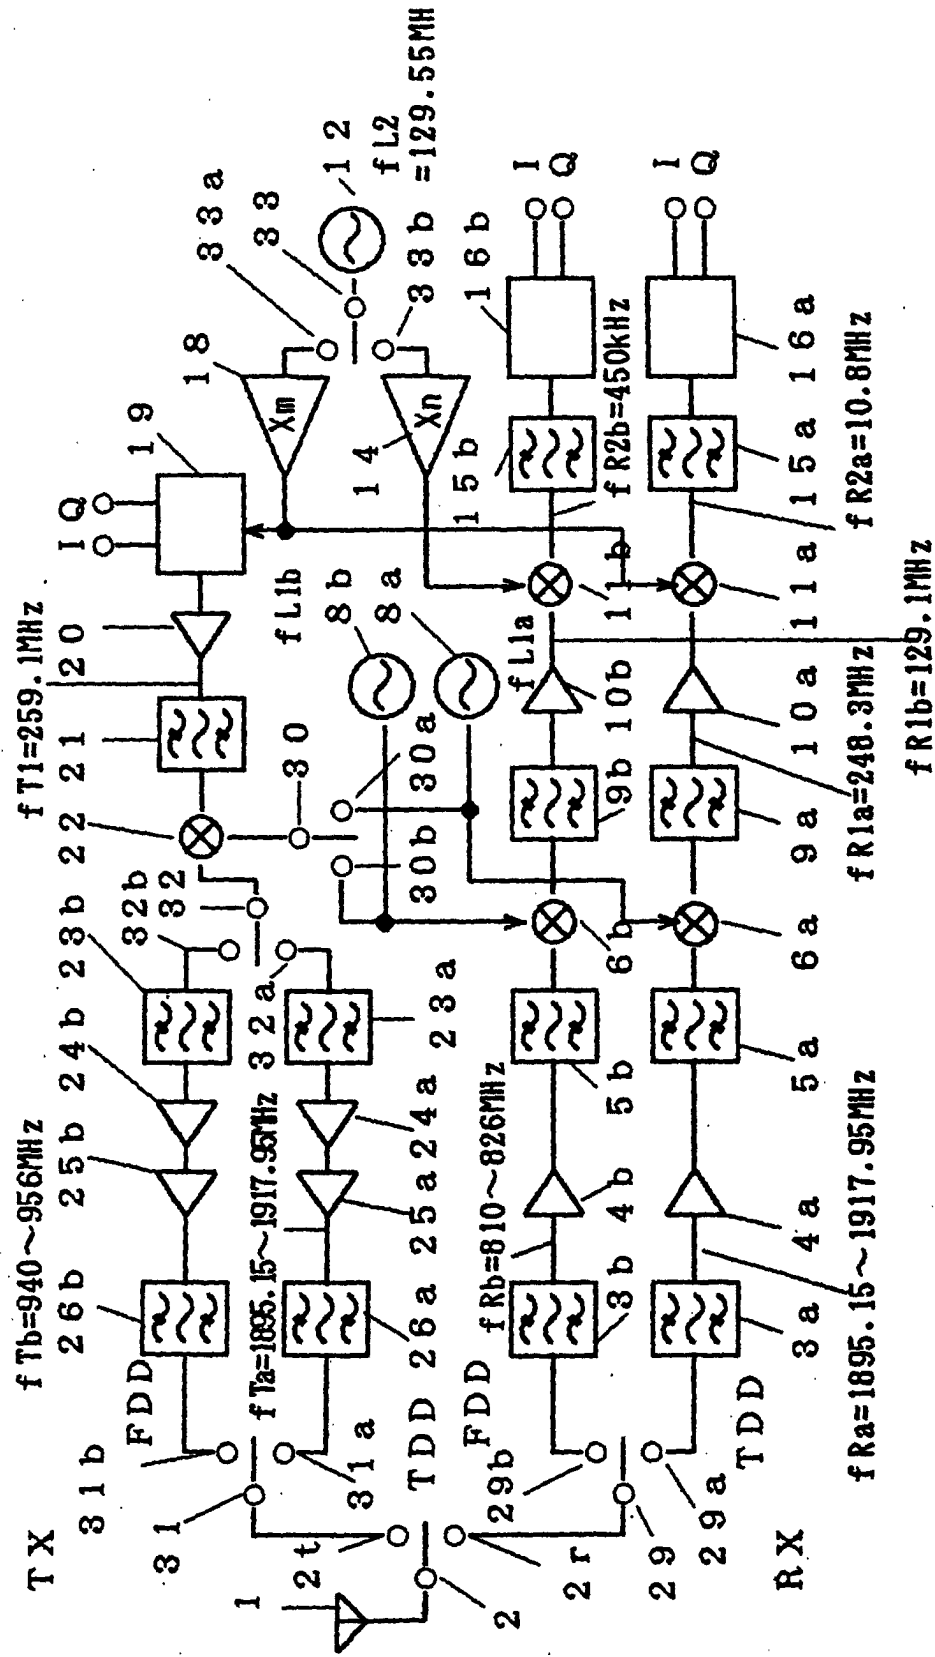 TX
31b
FDD
fTb=940~956MHz
26b
25b
24b
23b
32b
32
22
21
fT1=259.1MHz
20
I
Q
19
18
33a
33
12
fL2
=129.55MH
31
31a
fTa=1895.15~1917.95MHz
26a
25a
24a
23a
32a
30
30a
30b
fL1b
8b
8a
14
Xm
Xn
33b
1
2t
2
2r
TDD
FDD
29b
29
29a
TDD
RX
3b
fRb=810~826MHz
4b
5b
6b
9b
10b
fL1a
11b
15b
fR2b=450kHz
16b
I
Q
3a
fRa=1895.15~1917.95MHz
4a
5a
6a
9a
fR1a=248.3MHz
10a
fR1b=129.1MHz
11a
fR2a=10.8MHz
15a
16a
I
Q